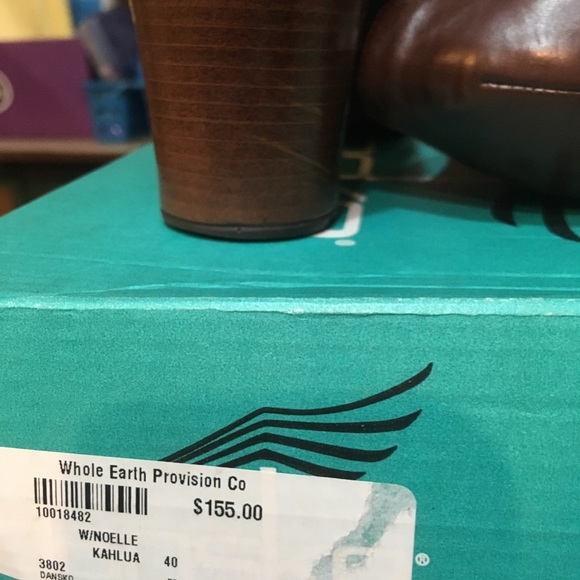 Whole Earth Provision Co
$155.00
10018482
W/NOELLE
KAHLUA 40
3802
DANSKO
®